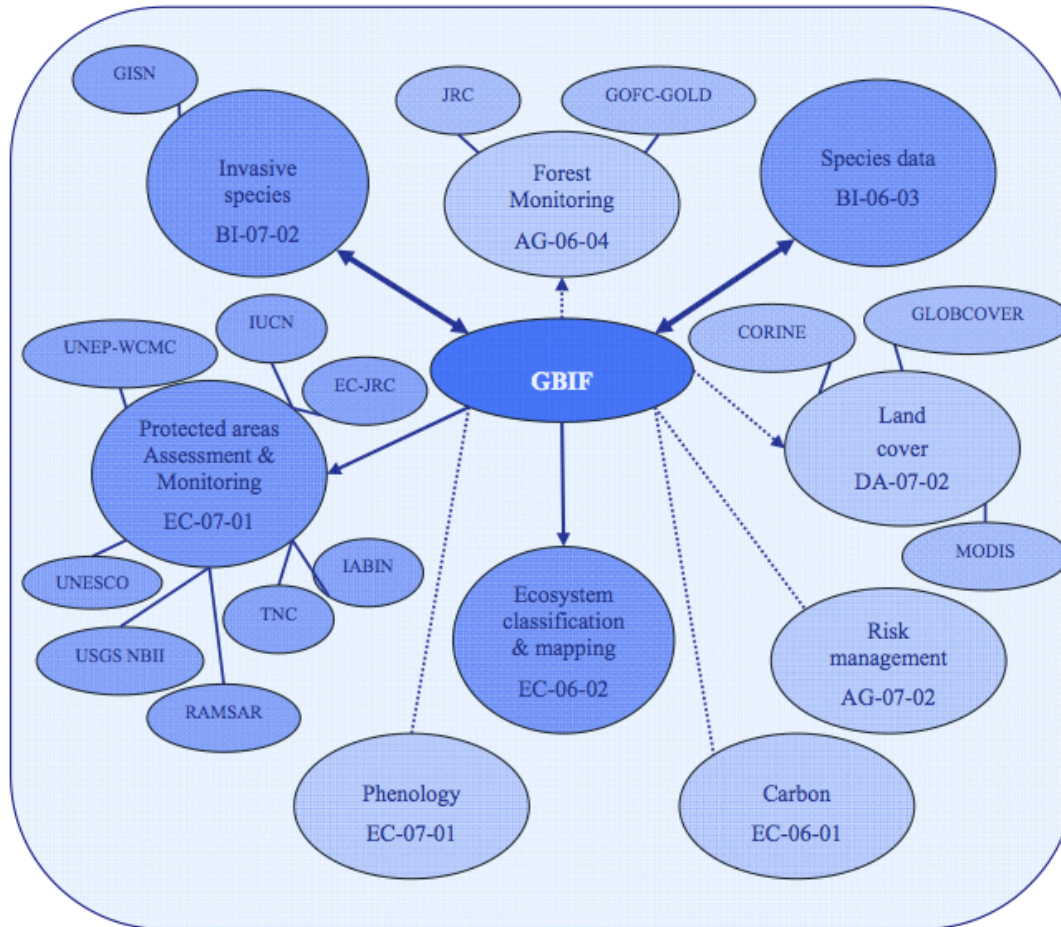 GISN
Invasive
species
BI-07-02
JRC
GOFC-GOLD
Forest
Monitoring
AG-06-04
Species data
BI-06-03
GBIF
UNEP-WCMC
IUCN
EC-JRC
Protected areas
Assessment &
Monitoring
EC-07-01
UNESCO
USGS NBII
RAMSAR
TNC
IABIN
CORINE
GLOBCOVER
Land
cover
DA-07-02
MODIS
Ecosystem
classification
& mapping
EC-06-02
Risk
management
AG-07-02
Phenology
EC-07-01
Carbon
EC-06-01